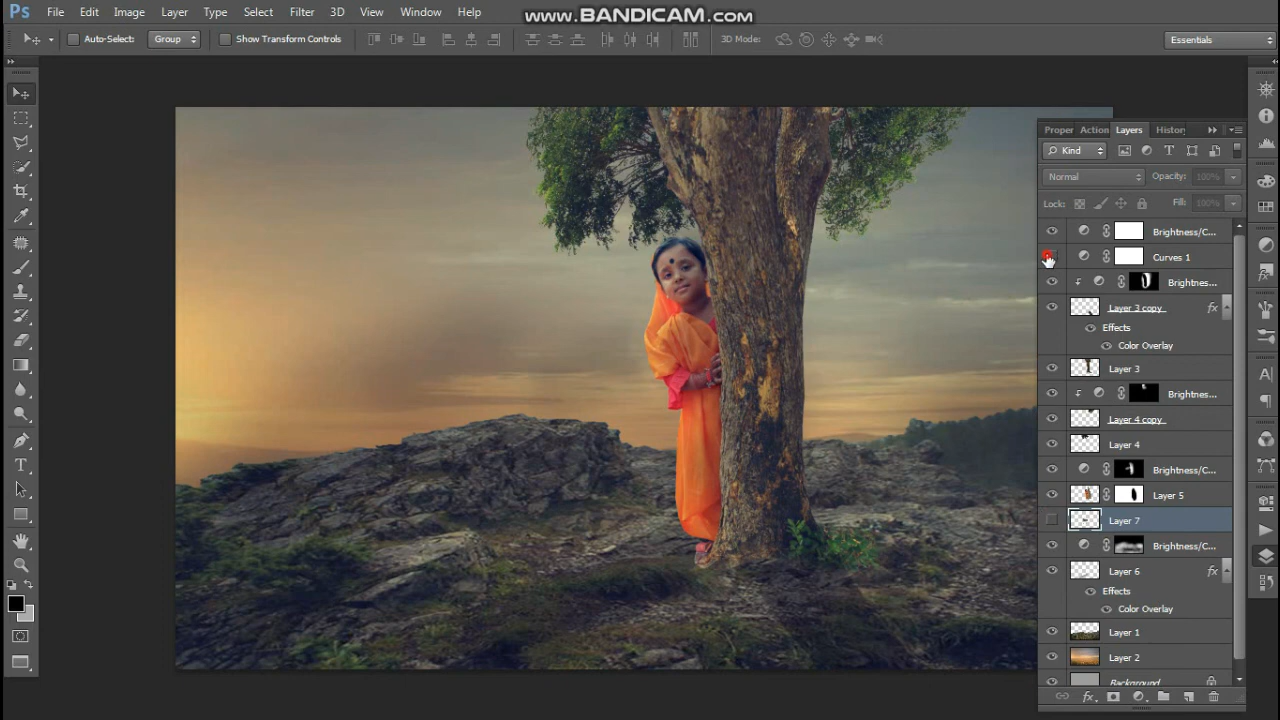 Ps File Edit Image Layer Type Select Filter 3D View Window Help
www.BANDICAM.com
Auto-Select: Group Show Transform Controls 3D Mode: Essentials
Proper Action Layers History
Kind
Normal Opacity: 100%
Lock: Fill: 100%
Brightness/C...
Curves 1
Brightnes...
Layer 3 copy fx
Effects
Color Overlay
Layer 3
Brightnes...
Layer 4 copy
Layer 4
Brightness/C...
Layer 5
Layer 7
Brightness/C...
Layer 6 fx
Effects
Color Overlay
Layer 1
Layer 2
Background